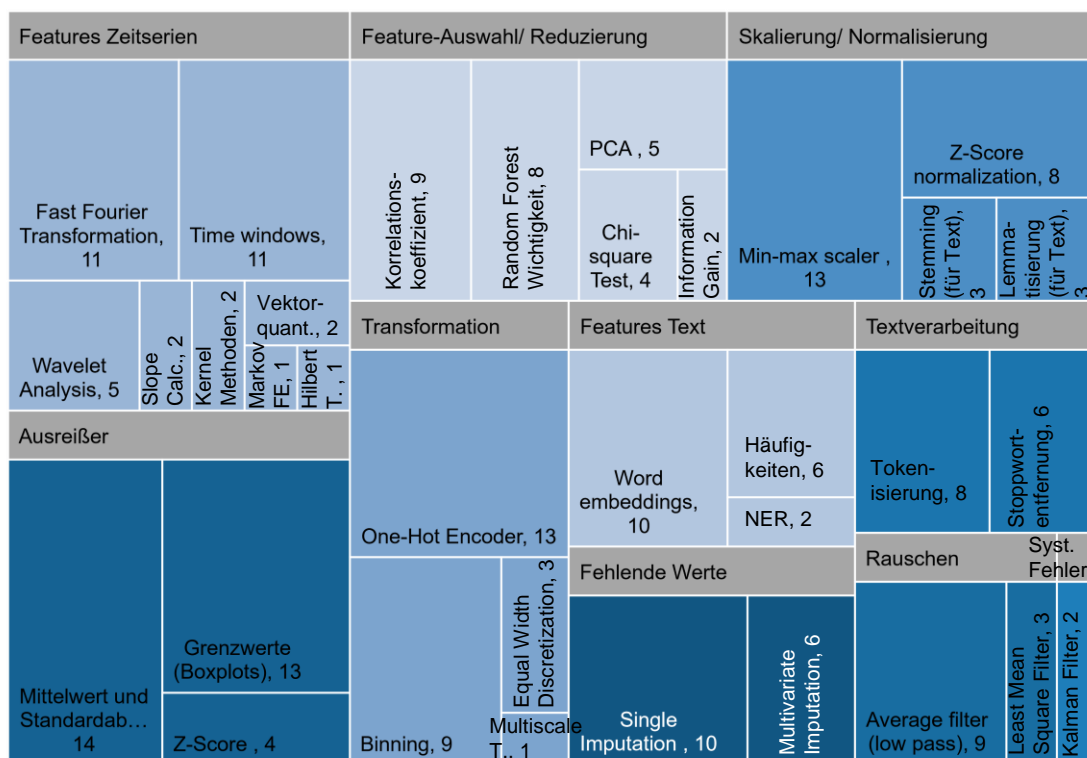 Features Zeitserien
Fast Fourier
Transformation,
11
Time windows,
11
Wavelet
Analysis, 5
Slope
Calc., 2
Kernel
Methoden, 2
Vektor-
quant., 2
Markov
FE, 1
Hilbert
T. , 1
Feature-Auswahl/ Reduzierung
Korrelations-
koeffizient, 9
Random Forest
Wichtigkeit, 8
PCA , 5
Chi-
square
Test, 4
Information
Gain, 2
Skalierung/ Normalisierung
Min-max scaler ,
13
Z-Score
normalization, 8
Stemming
(für Text),
3
Lemma-
tisierung
(für Text),
3
Ausreißer
Mittelwert und
Standardab…
14
Grenzwerte
(Boxplots), 13
Z-Score , 4
Transformation
One-Hot Encoder, 13
Binning, 9
Equal Width
Discretization, 3
Multiscale
T., 1
Features Text
Word
embeddings,
10
Häufig-
keiten, 6
NER, 2
Fehlende Werte
Single
Imputation , 10
Multivariate
Imputation, 6
Textverarbeitung
Token-
isierung, 8
Stoppwort-
entfernung, 6
Rauschen
Average filter
(low pass), 9
Least Mean
Square Filter, 3
Syst.
Fehler
Kalman Filter, 2